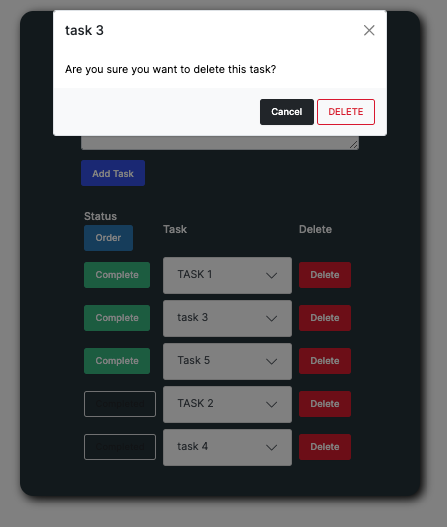 task 3
Are you sure you want to delete this task?
Cancel DELETE
Add Task
Status Task Delete
Order
Complete TASK 1 Delete
Complete task 3 Delete
Complete Task 5 Delete
TASK 2 Delete
task 4 Delete